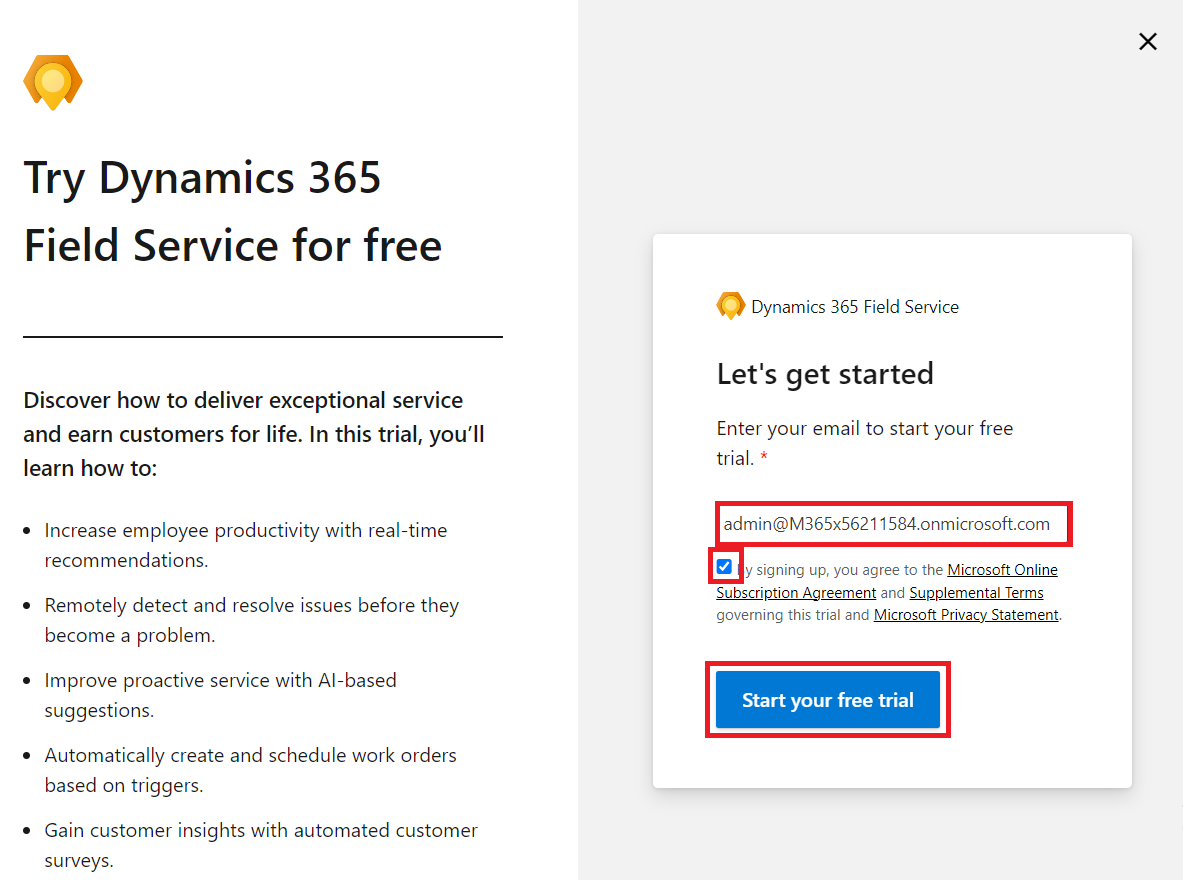 Try Dynamics 365
Field Service for free
Discover how to deliver exceptional service
and earn customers for life. In this trial, you’ll
learn how to:
• Increase employee productivity with real-time
recommendations.
• Remotely detect and resolve issues before they
become a problem.
• Improve proactive service with AI-based
suggestions.
• Automatically create and schedule work orders
based on triggers.
• Gain customer insights with automated customer
surveys.
Dynamics 365 Field Service
Let's get started
Enter your email to start your free
trial. *
admin@M365x56211584.onmicrosoft.com
By signing up, you agree to the Microsoft Online
Subscription Agreement and Supplemental Terms
governing this trial and Microsoft Privacy Statement.
Start your free trial